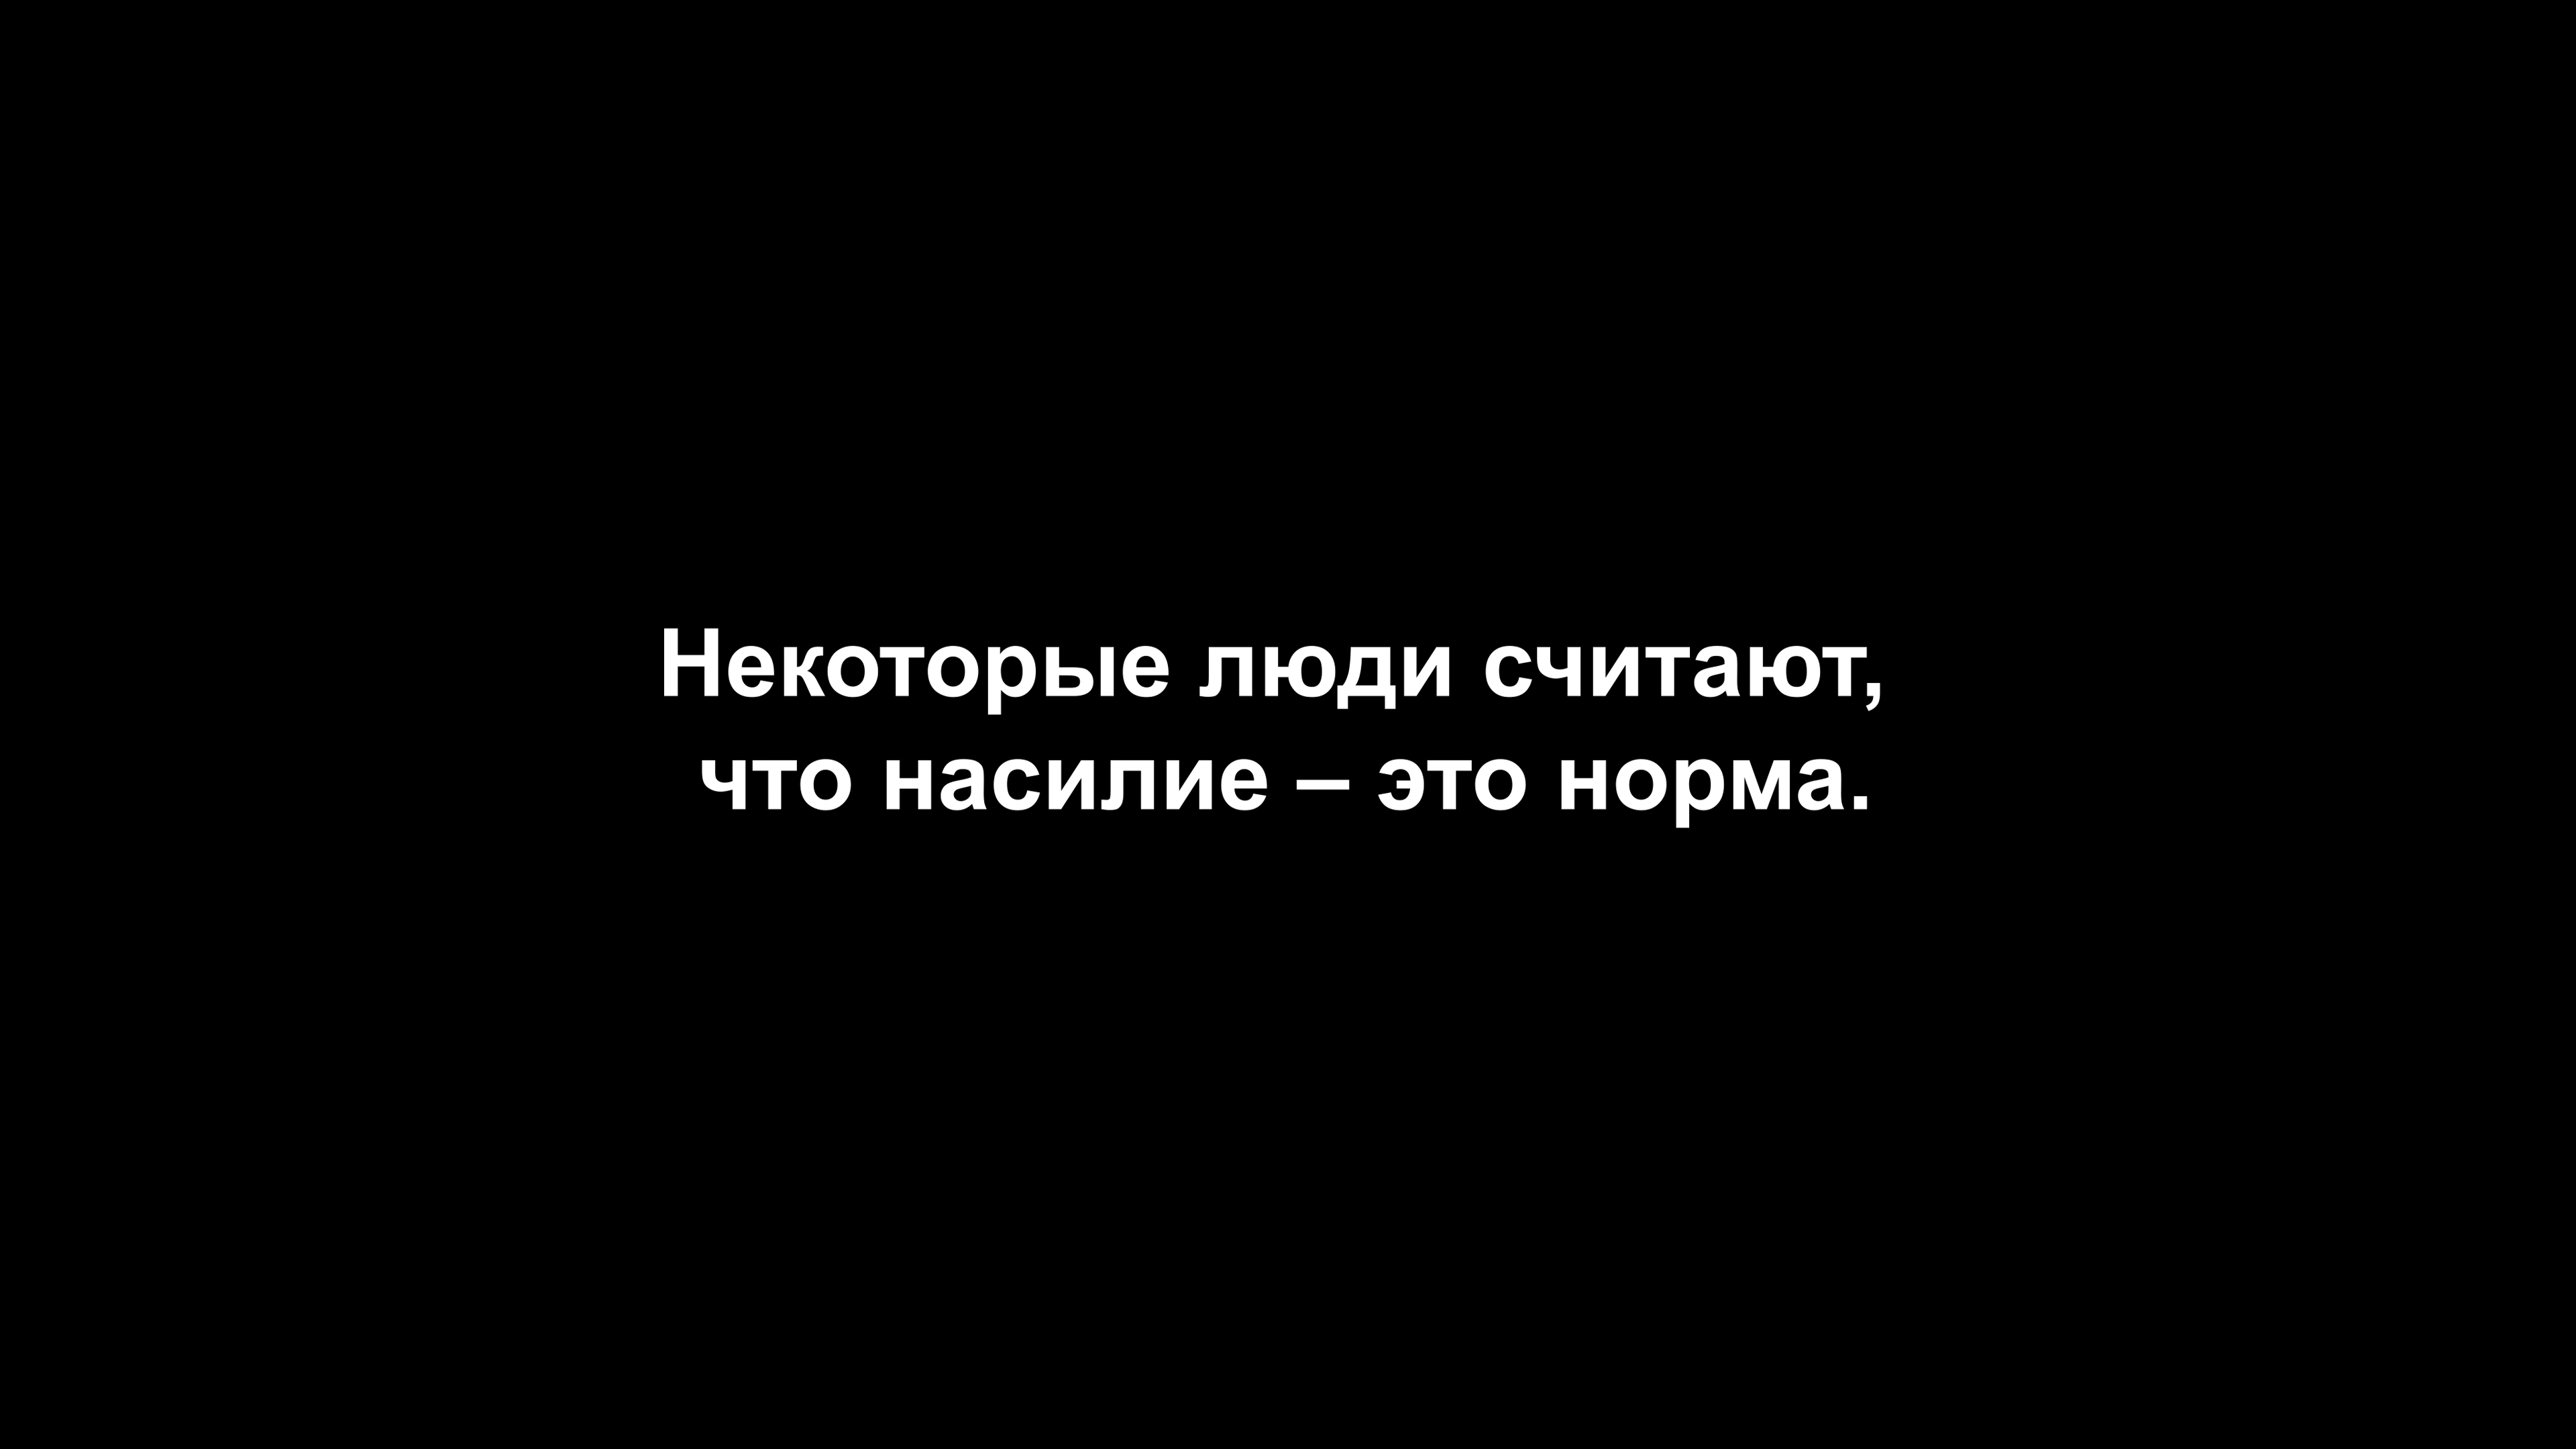 Некоторые люди считают,
что насилие – это норма.